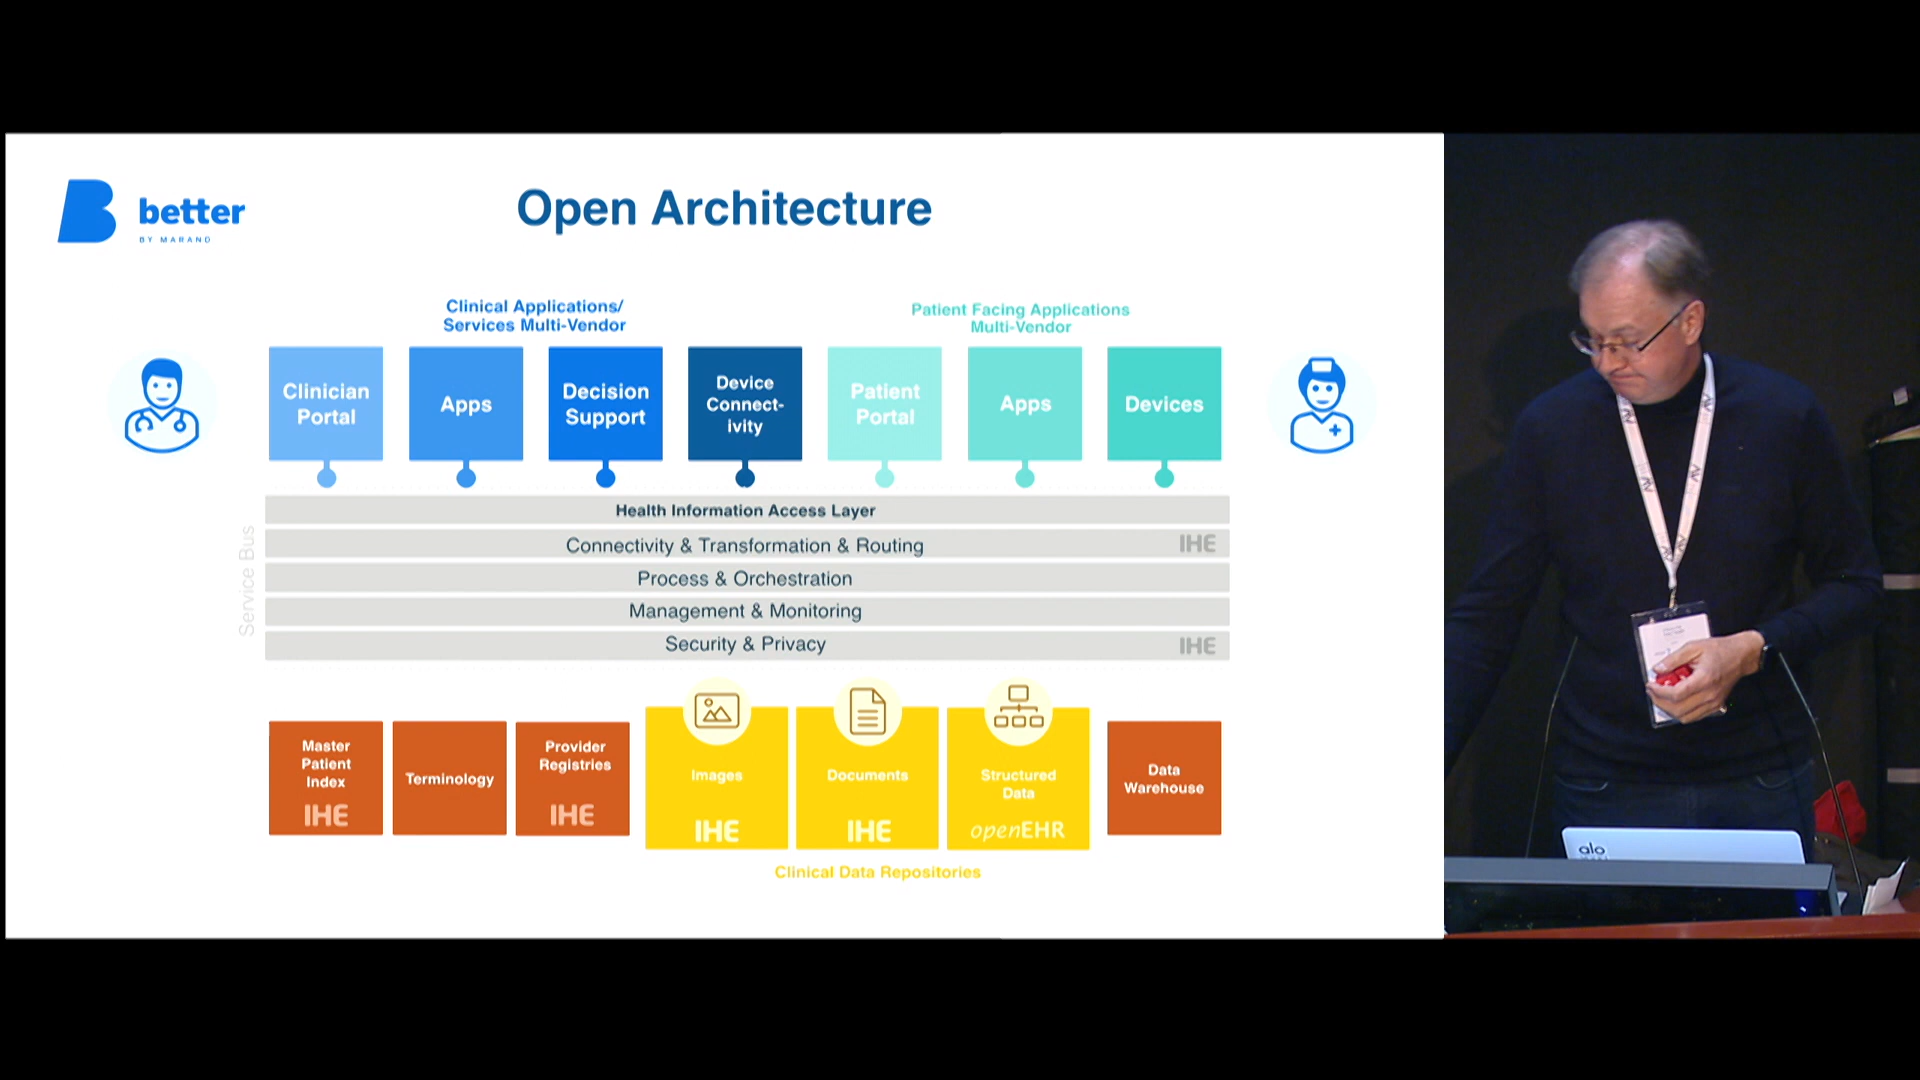 better
BY MARAND
Open Architecture
Clinical Applications/
Services Multi-Vendor
Patient Facing Applications
Multi-Vendor
Clinician
Portal
Apps
Decision
Support
Device
Connect-
ivity
Patient
Portal
Apps
Devices
Service Bus
Health Information Access Layer
Connectivity & Transformation & Routing
IHE
Process & Orchestration
Management & Monitoring
Security & Privacy
IHE
Master
Patient
Index
IHE
Terminology
Provider
Registries
IHE
Images
IHE
Documents
IHE
Structured
Data
openEHR
Data
Warehouse
Clinical Data Repositories
alo